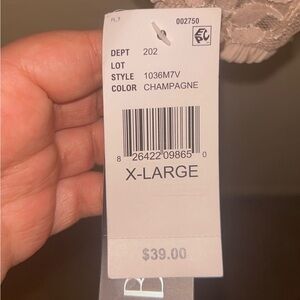 002750
DEPT 202
LOT
STYLE 1036M7V
COLOR CHAMPAGNE
8 26422 09865 0
X-LARGE
$39.00
B